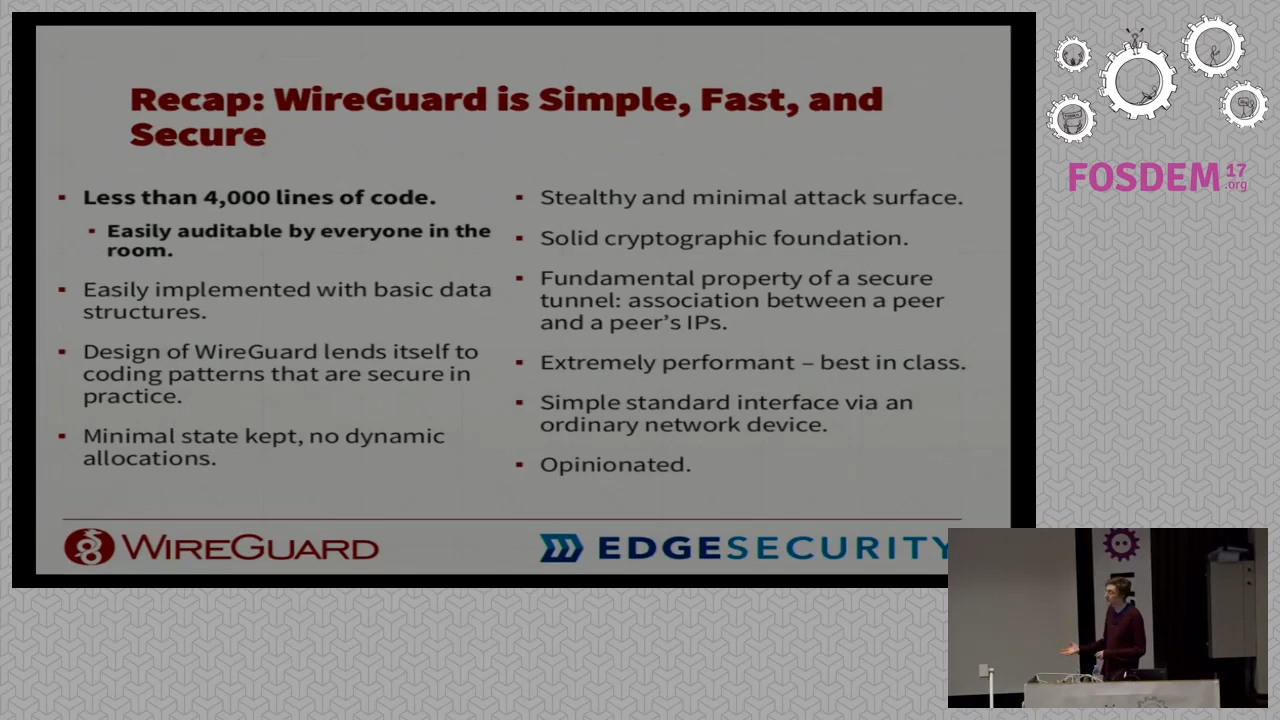 Recap: WireGuard is Simple, Fast, and
Secure
Less than 4,000 lines of code.
Easily auditable by everyone in the
room.
Easily implemented with basic data
structures.
Design of WireGuard lends itself to
coding patterns that are secure in
practice.
Minimal state kept, no dynamic
allocations.
Stealthy and minimal attack surface.
Solid cryptographic foundation.
Fundamental property of a secure
tunnel: association between a peer
and a peer’s IPs.
Extremely performant – best in class.
Simple standard interface via an
ordinary network device.
Opinionated.
WIREGUARD
EDGESECURITY
FOSDEM 17
.org